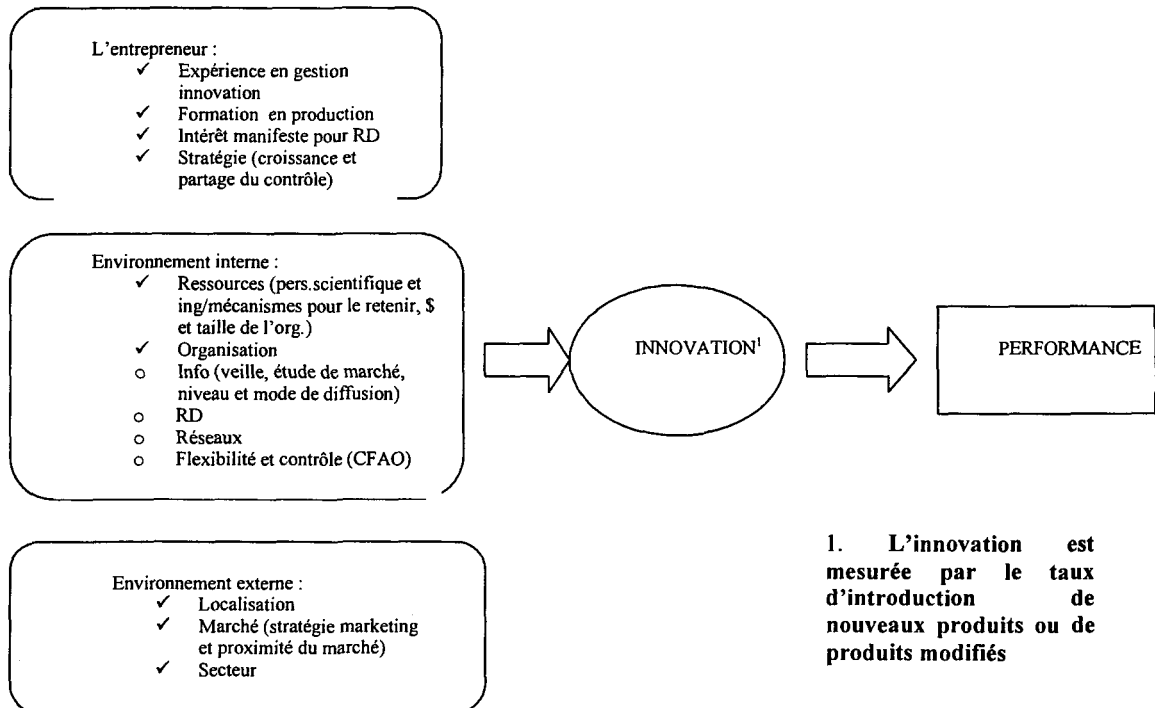 L'entrepreneur :
✓ Expérience en gestion
innovation
✓ Formation en production
✓ Intérêt manifeste pour RD
✓ Stratégie (croissance et
partage du contrôle)
Environnement interne :
✓ Ressources (pers.scientifique et
ing/mécanismes pour le retenir, $
et taille de l'org.)
✓ Organisation
o Info (veille, étude de marché,
niveau et mode de diffusion)
o RD
o Réseaux
o Flexibilité et contrôle (CFAO)
INNOVATION¹
PERFORMANCE
Environnement externe :
✓ Localisation
✓ Marché (stratégie marketing
et proximité du marché)
✓ Secteur
1. L'innovation est
mesurée par le taux
d'introduction de
nouveaux produits ou de
produits modifiés